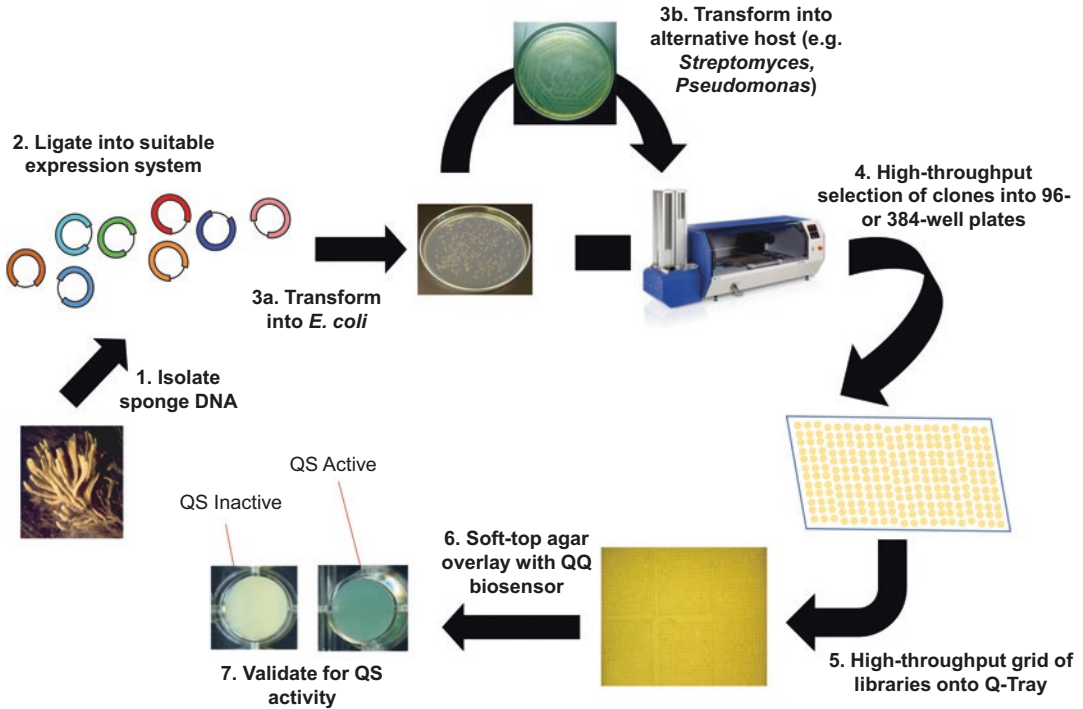 1. Isolate
sponge DNA
2. Ligate into suitable
expression system
3a. Transform
into E. coli
3b. Transform into
alternative host (e.g.
Streptomyces,
Pseudomonas)
4. High-throughput
selection of clones into 96-
or 384-well plates
5. High-throughput grid of
libraries onto Q-Tray
6. Soft-top agar
overlay with QQ
biosensor
QS Active
QS Inactive
7. Validate for QS
activity